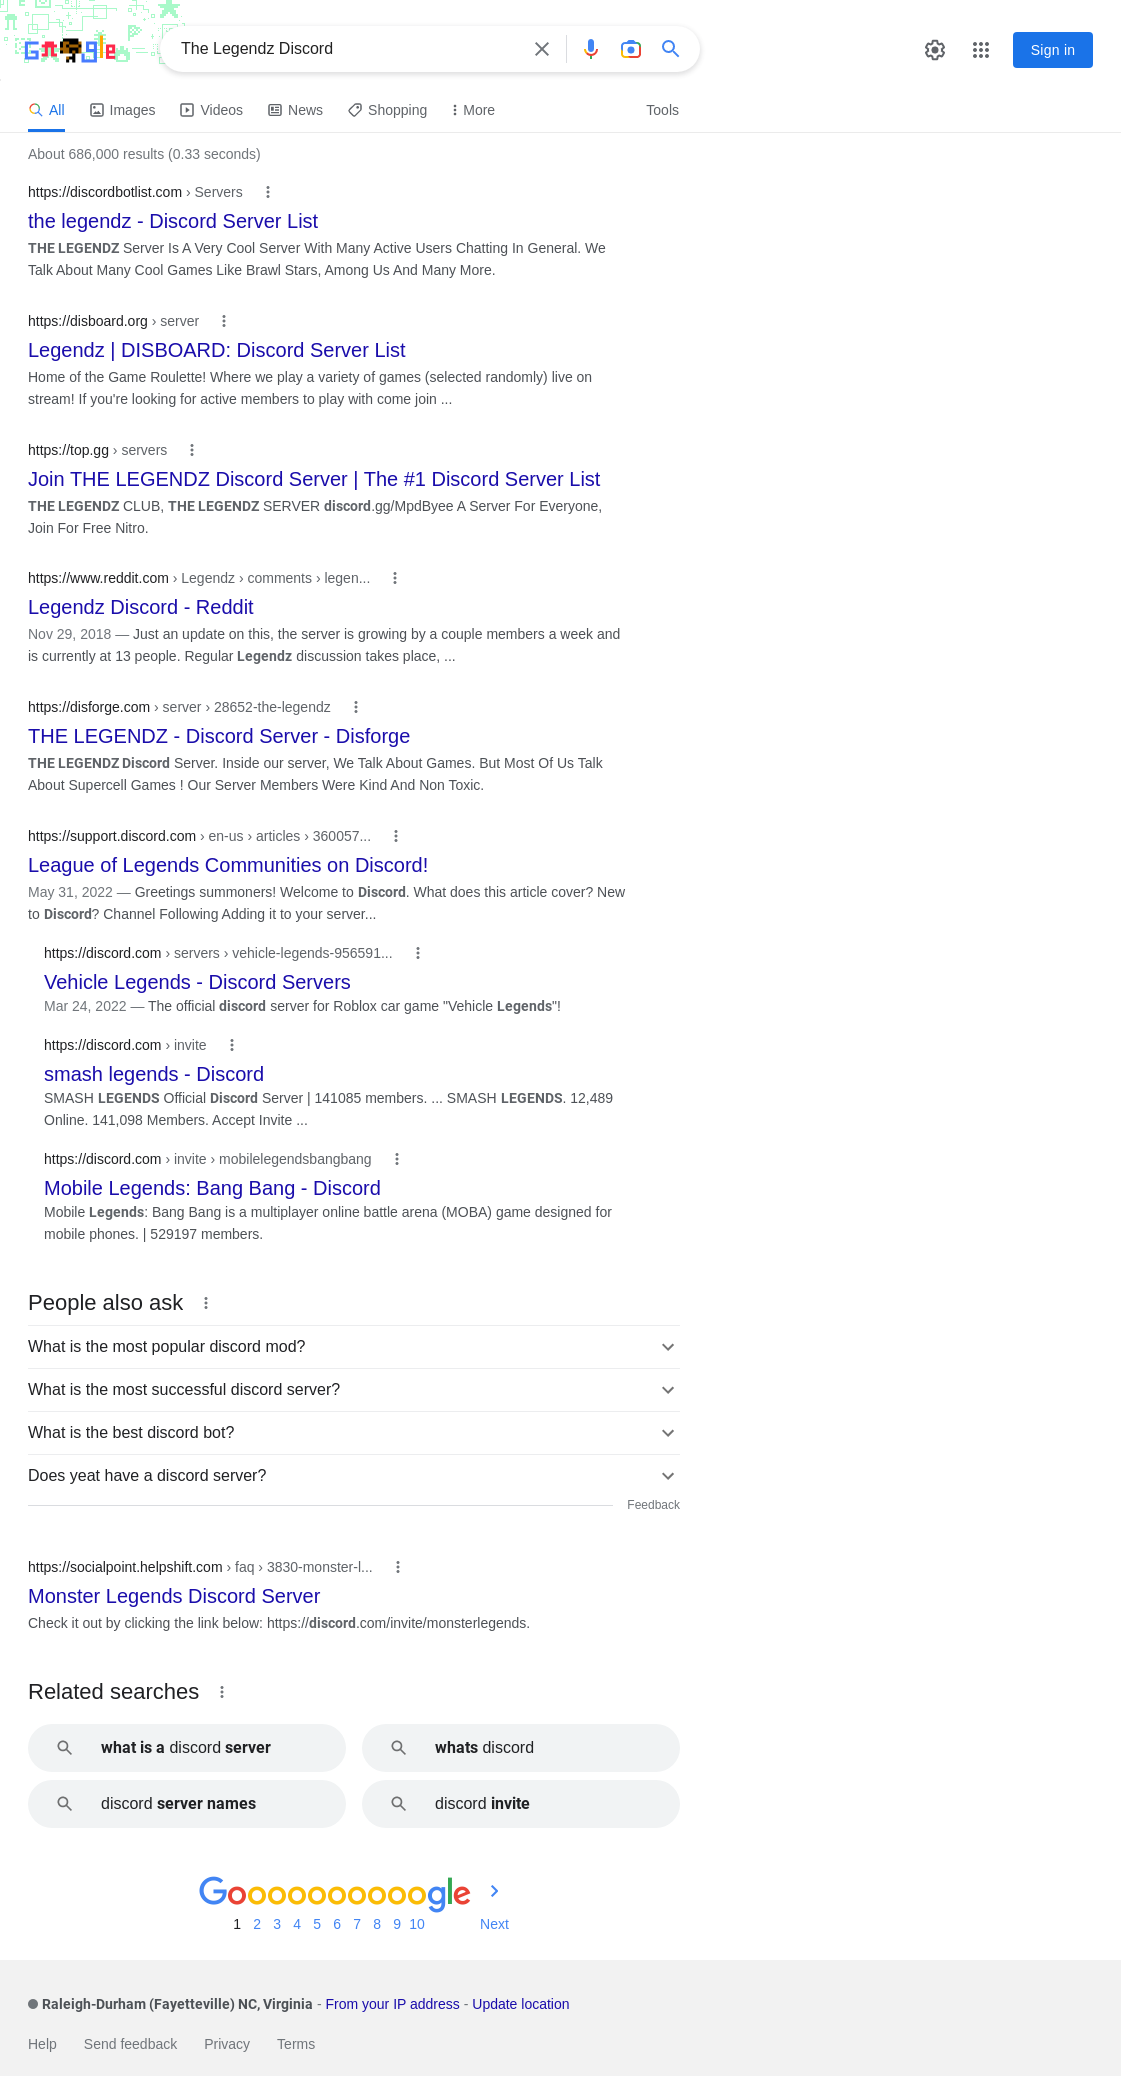 Google
The Legendz Discord
Sign in
All Images Videos News Shopping More Tools
About 686,000 results (0.33 seconds)
https://discordbotlist.com › Servers
the legendz - Discord Server List
THE LEGENDZ Server Is A Very Cool Server With Many Active Users Chatting In General. We
Talk About Many Cool Games Like Brawl Stars, Among Us And Many More.
https://disboard.org › server
Legendz | DISBOARD: Discord Server List
Home of the Game Roulette! Where we play a variety of games (selected randomly) live on
stream! If you're looking for active members to play with come join ...
https://top.gg › servers
Join THE LEGENDZ Discord Server | The #1 Discord Server List
THE LEGENDZ CLUB, THE LEGENDZ SERVER discord.gg/MpdByee A Server For Everyone,
Join For Free Nitro.
https://www.reddit.com › Legendz › comments › legen...
Legendz Discord - Reddit
Nov 29, 2018 — Just an update on this, the server is growing by a couple members a week and
is currently at 13 people. Regular Legendz discussion takes place, ...
https://disforge.com › server › 28652-the-legendz
THE LEGENDZ - Discord Server - Disforge
THE LEGENDZ Discord Server. Inside our server, We Talk About Games. But Most Of Us Talk
About Supercell Games ! Our Server Members Were Kind And Non Toxic.
https://support.discord.com › en-us › articles › 360057...
League of Legends Communities on Discord!
May 31, 2022 — Greetings summoners! Welcome to Discord. What does this article cover? New
to Discord? Channel Following Adding it to your server...
https://discord.com › servers › vehicle-legends-956591...
Vehicle Legends - Discord Servers
Mar 24, 2022 — The official discord server for Roblox car game "Vehicle Legends"!
https://discord.com › invite
smash legends - Discord
SMASH LEGENDS Official Discord Server | 141085 members. ... SMASH LEGENDS. 12,489
Online. 141,098 Members. Accept Invite ...
https://discord.com › invite › mobilelegendsbangbang
Mobile Legends: Bang Bang - Discord
Mobile Legends: Bang Bang is a multiplayer online battle arena (MOBA) game designed for
mobile phones. | 529197 members.
People also ask
What is the most popular discord mod?
What is the most successful discord server?
What is the best discord bot?
Does yeat have a discord server?
Feedback
https://socialpoint.helpshift.com › faq › 3830-monster-l...
Monster Legends Discord Server
Check it out by clicking the link below: https://discord.com/invite/monsterlegends.
Related searches
what is a discord server
whats discord
discord server names
discord invite
Goooooooooogle
1 2 3 4 5 6 7 8 9 10 Next
Raleigh-Durham (Fayetteville) NC, Virginia - From your IP address - Update location
Help Send feedback Privacy Terms